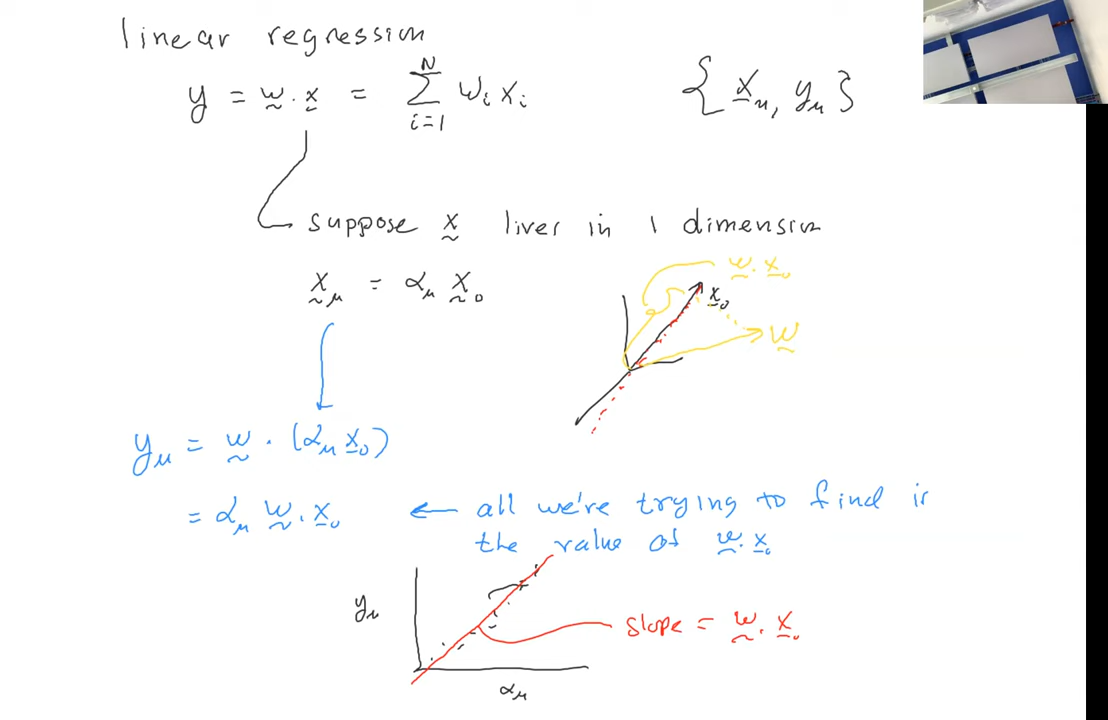 linear regression
y = w · x = Σ_{i=1}^{N} w_i x_i
{ x_μ, y_μ }
suppose x lives in 1 dimension
x_μ = α_μ x_0
w · x_0
x_0
w
y_μ = w · (α_μ x_0)
= α_μ w · x_0 ← all we're trying to find is
the value of w · x_0
y_μ
slope = w · x_0
α_μ